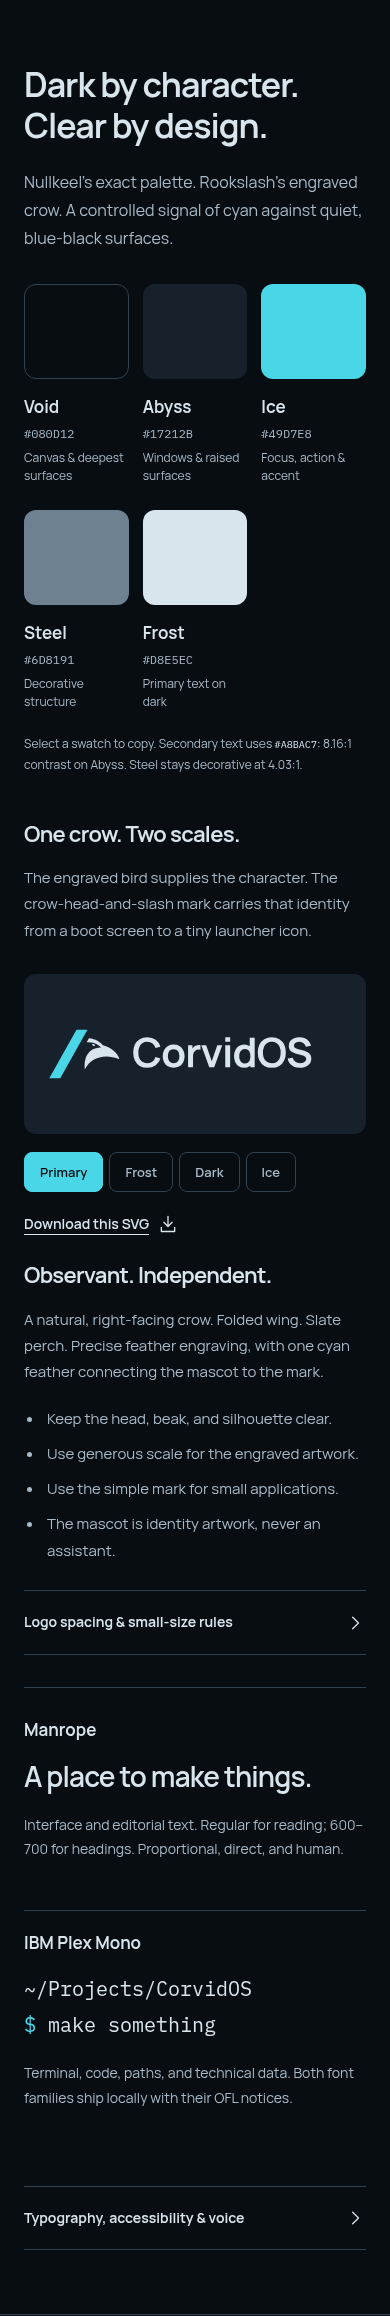 Dark by character.
Clear by design.
Nullkeel's exact palette. Rookslash's engraved
crow. A controlled signal of cyan against quiet,
blue-black surfaces.
Void
#080D12
Canvas & deepest
surfaces
Abyss
#17212B
Windows & raised
surfaces
Ice
#49D7E8
Focus, action &
accent
Steel
#6D8191
Decorative
structure
Frost
#D8E5EC
Primary text on
dark
Select a swatch to copy. Secondary text uses #A8BAC7: 8.16:1
contrast on Abyss. Steel stays decorative at 4.03:1.
One crow. Two scales.
The engraved bird supplies the character. The
crow-head-and-slash mark carries that identity
from a boot screen to a tiny launcher icon.
CorvidOS
Primary Frost Dark Ice
Download this SVG
Observant. Independent.
A natural, right-facing crow. Folded wing. Slate
perch. Precise feather engraving, with one cyan
feather connecting the mascot to the mark.
• Keep the head, beak, and silhouette clear.
• Use generous scale for the engraved artwork.
• Use the simple mark for small applications.
• The mascot is identity artwork, never an
assistant.
Logo spacing & small-size rules
Manrope
A place to make things.
Interface and editorial text. Regular for reading; 600–
700 for headings. Proportional, direct, and human.
IBM Plex Mono
~/Projects/CorvidOS
$ make something
Terminal, code, paths, and technical data. Both font
families ship locally with their OFL notices.
Typography, accessibility & voice